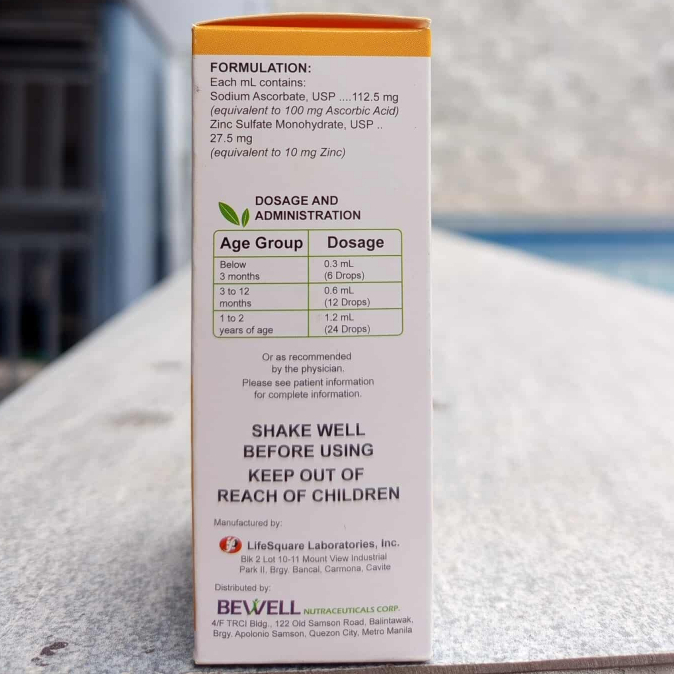 FORMULATION:
Each mL contains:
Sodium Ascorbate, USP ....112.5 mg
(equivalent to 100 mg Ascorbic Acid)
Zinc Sulfate Monohydrate, USP ..
27.5 mg
(equivalent to 10 mg Zinc)
DOSAGE AND
ADMINISTRATION
Age Group Dosage
Below 0.3 mL
3 months (6 Drops)
3 to 12 0.6 mL
months (12 Drops)
1 to 2 1.2 mL
years of age (24 Drops)
Or as recommended
by the physician.
Please see patient information
for complete information.
SHAKE WELL
BEFORE USING
KEEP OUT OF
REACH OF CHILDREN
Manufactured by:
LifeSquare Laboratories, Inc.
Blk 2 Lot 10-11 Mount View Industrial
Park II, Brgy. Bancal, Carmona, Cavite
Distributed by:
BEWELL NUTRACEUTICALS CORP.
4/F TRCI Bldg., 122 Old Samson Road, Balintawak,
Brgy. Apolonio Samson, Quezon City, Metro Manila